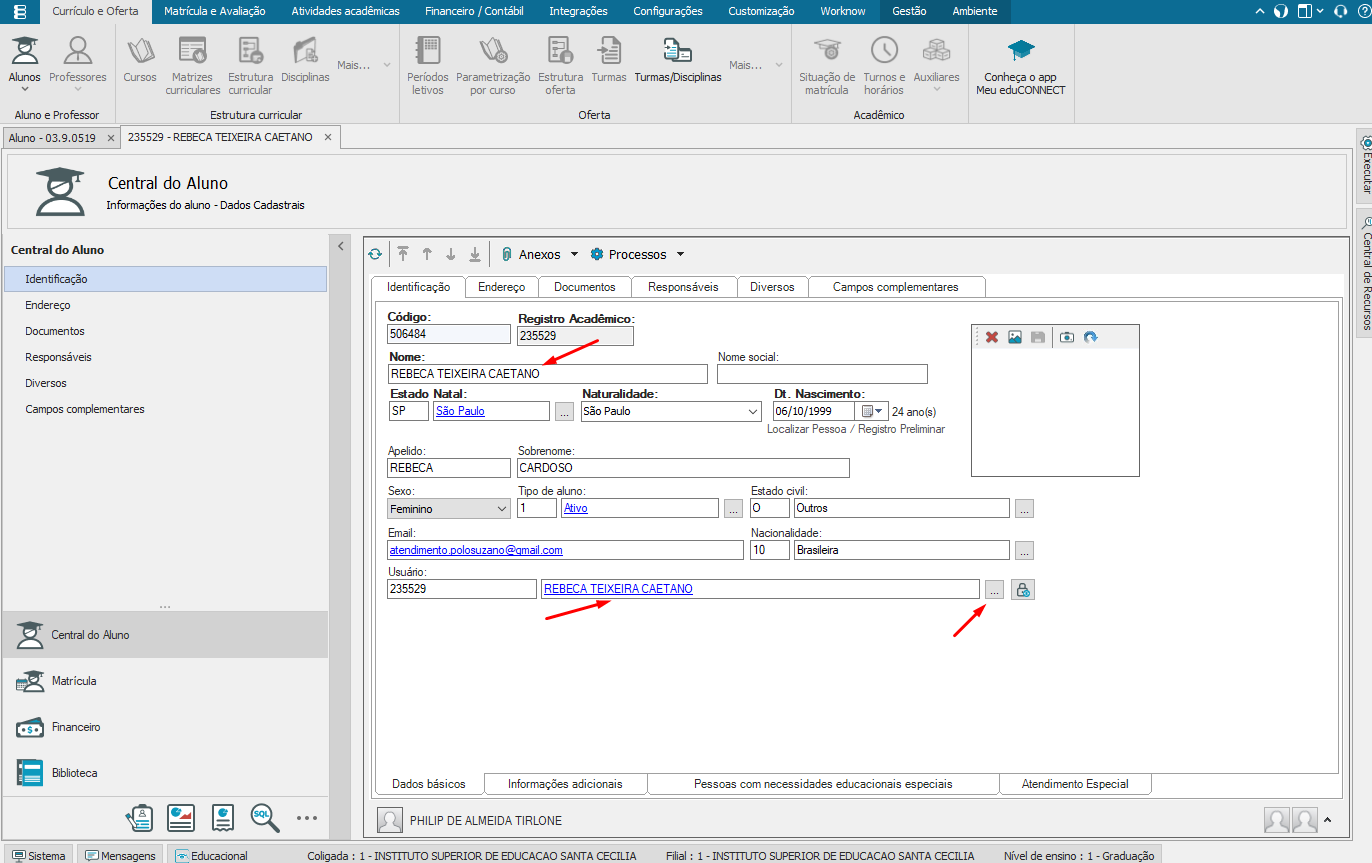 Currículo e Oferta Matrícula e Avaliação Atividades acadêmicas Financeiro / Contábil Integrações Configurações Customização Worknow Gestão Ambiente
Alunos Professores Cursos Matrizes curriculares Estrutura curricular Disciplinas Mais... Períodos letivos Parametrização por curso Estrutura oferta Turmas Turmas/Disciplinas Mais... Situação de matrícula Turnos e horários Auxiliares Conheça o app Meu eduCONNECT
Aluno e Professor Estrutura curricular Oferta Acadêmico
Aluno - 03.9.0519 × 235529 - REBECA TEIXEIRA CAETANO ×
Executar
Central de Recursos
Central do Aluno
Informações do aluno - Dados Cadastrais
Central do Aluno
Identificação
Endereço
Documentos
Responsáveis
Diversos
Campos complementares
Anexos Processos
Identificação Endereço Documentos Responsáveis Diversos Campos complementares
Código: Registro Acadêmico:
506484 235529
Nome: Nome social:
REBECA TEIXEIRA CAETANO
Estado Natal: Naturalidade: Dt. Nascimento:
SP São Paulo ... São Paulo 06/10/1999 24 ano(s)
Localizar Pessoa / Registro Preliminar
Apelido: Sobrenome:
REBECA CARDOSO
Sexo: Tipo de aluno: Estado civil:
Feminino 1 Ativo ... O Outros ...
Email: Nacionalidade:
atendimento.polosuzano@gmail.com 10 Brasileira ...
Usuário:
235529 REBECA TEIXEIRA CAETANO ...
Central do Aluno
Matrícula
Financeiro
Biblioteca
SQL
Dados básicos Informações adicionais Pessoas com necessidades educacionais especiais Atendimento Especial
PHILIP DE ALMEIDA TIRLONE
Sistema Mensagens Educacional Coligada : 1 - INSTITUTO SUPERIOR DE EDUCACAO SANTA CECILIA Filial : 1 - INSTITUTO SUPERIOR DE EDUCACAO SANTA CECILIA Nível de ensino : 1 - Graduação